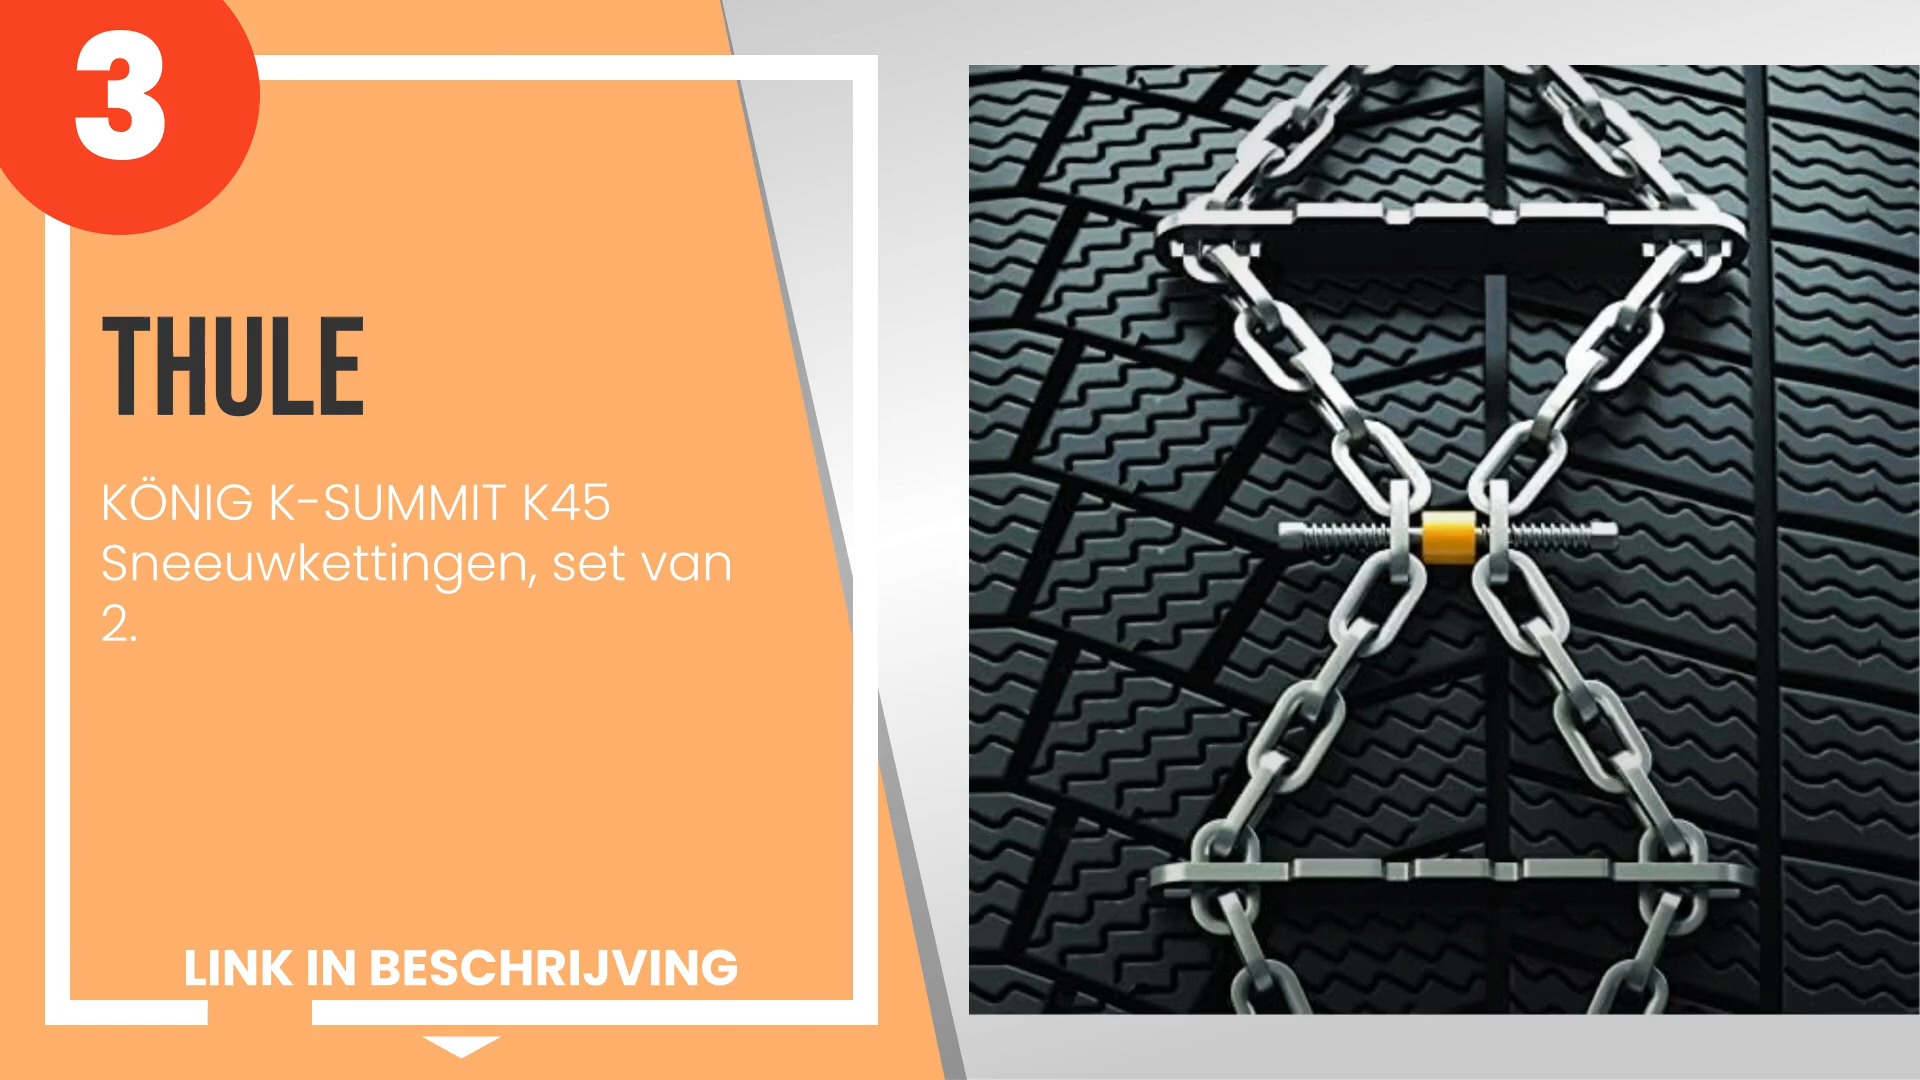 3
THULE
KÖNIG K-SUMMIT K45
Sneeuwkettingen, set van
2.
LINK IN BESCHRIJVING